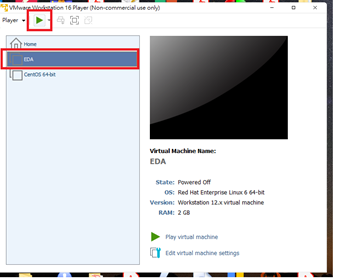 VMware Workstation 16 Player (Non-commercial use only)
Player
Home
EDA
CentOS 64-bit
Virtual Machine Name:
EDA
State: Powered Off
OS: Red Hat Enterprise Linux 6 64-bit
Version: Workstation 12.x virtual machine
RAM: 2 GB
Play virtual machine
Edit virtual machine settings